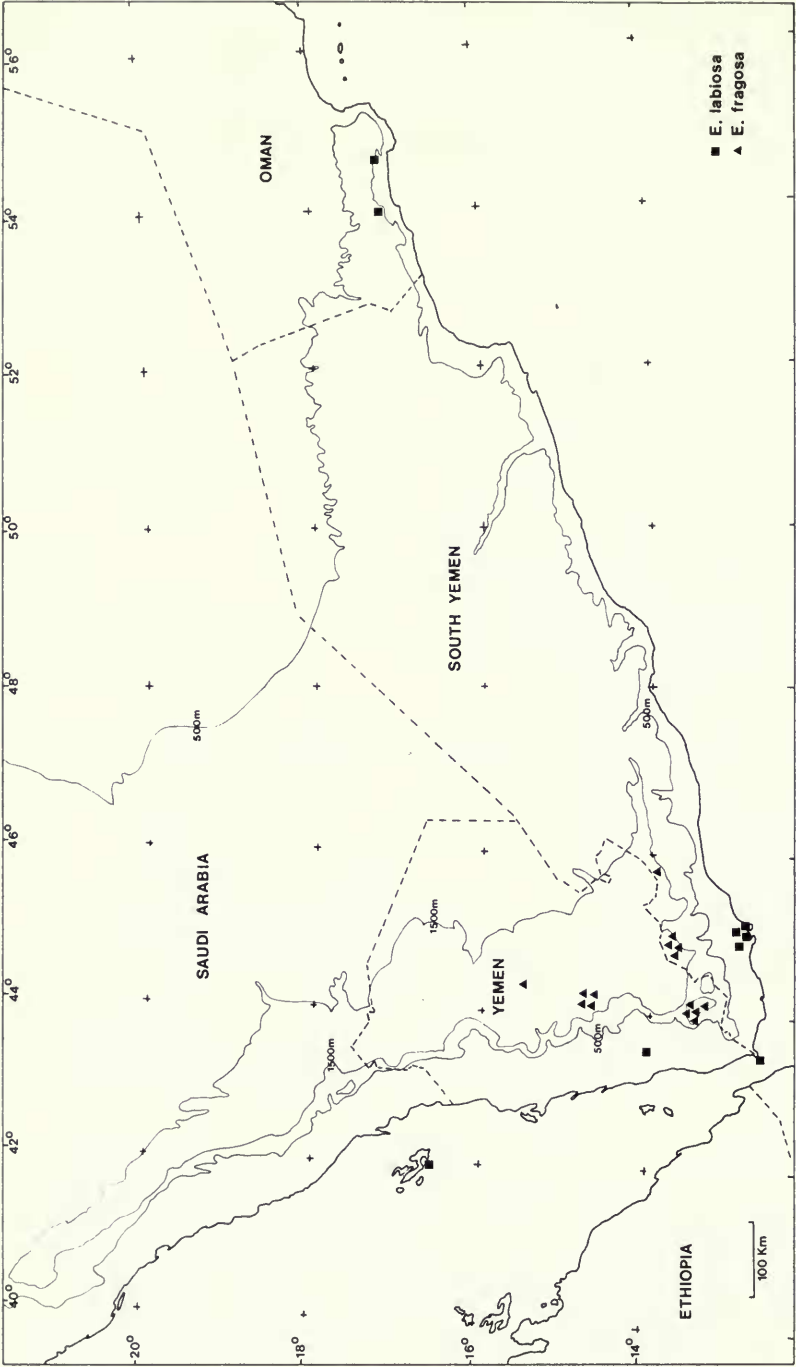 40°
42°
44°
46°
48°
50°
52°
54°
56°
20°
18°
16°
14°
SAUDI ARABIA
OMAN
SOUTH YEMEN
YEMEN
ETHIOPIA
500m
1500m
1500m
500m
500m
100 Km
■ E. labiosa
▲ E. fragosa